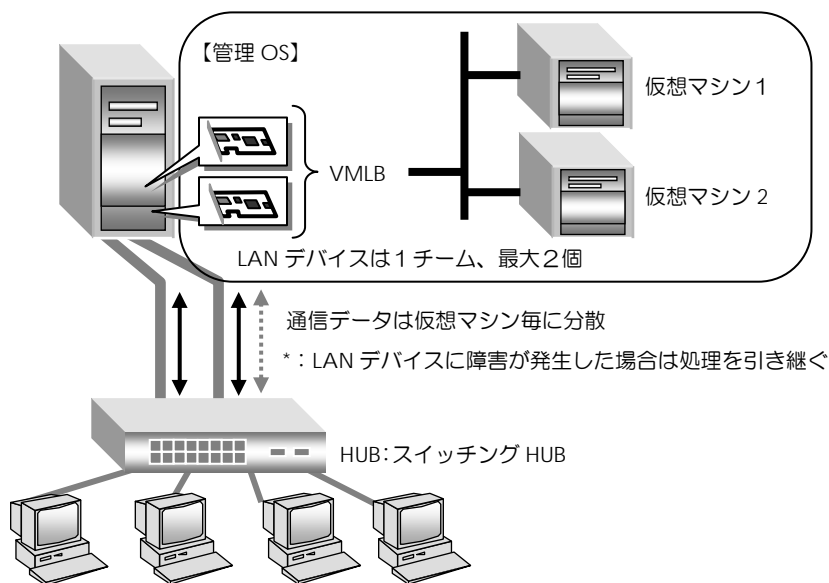 【管理 OS】
仮想マシン 1
VMLB
仮想マシン 2
LAN デバイスは 1 チーム、最大 2 個
通信データは仮想マシン毎に分散
*：LAN デバイスに障害が発生した場合は処理を引き継ぐ
HUB:スイッチング HUB